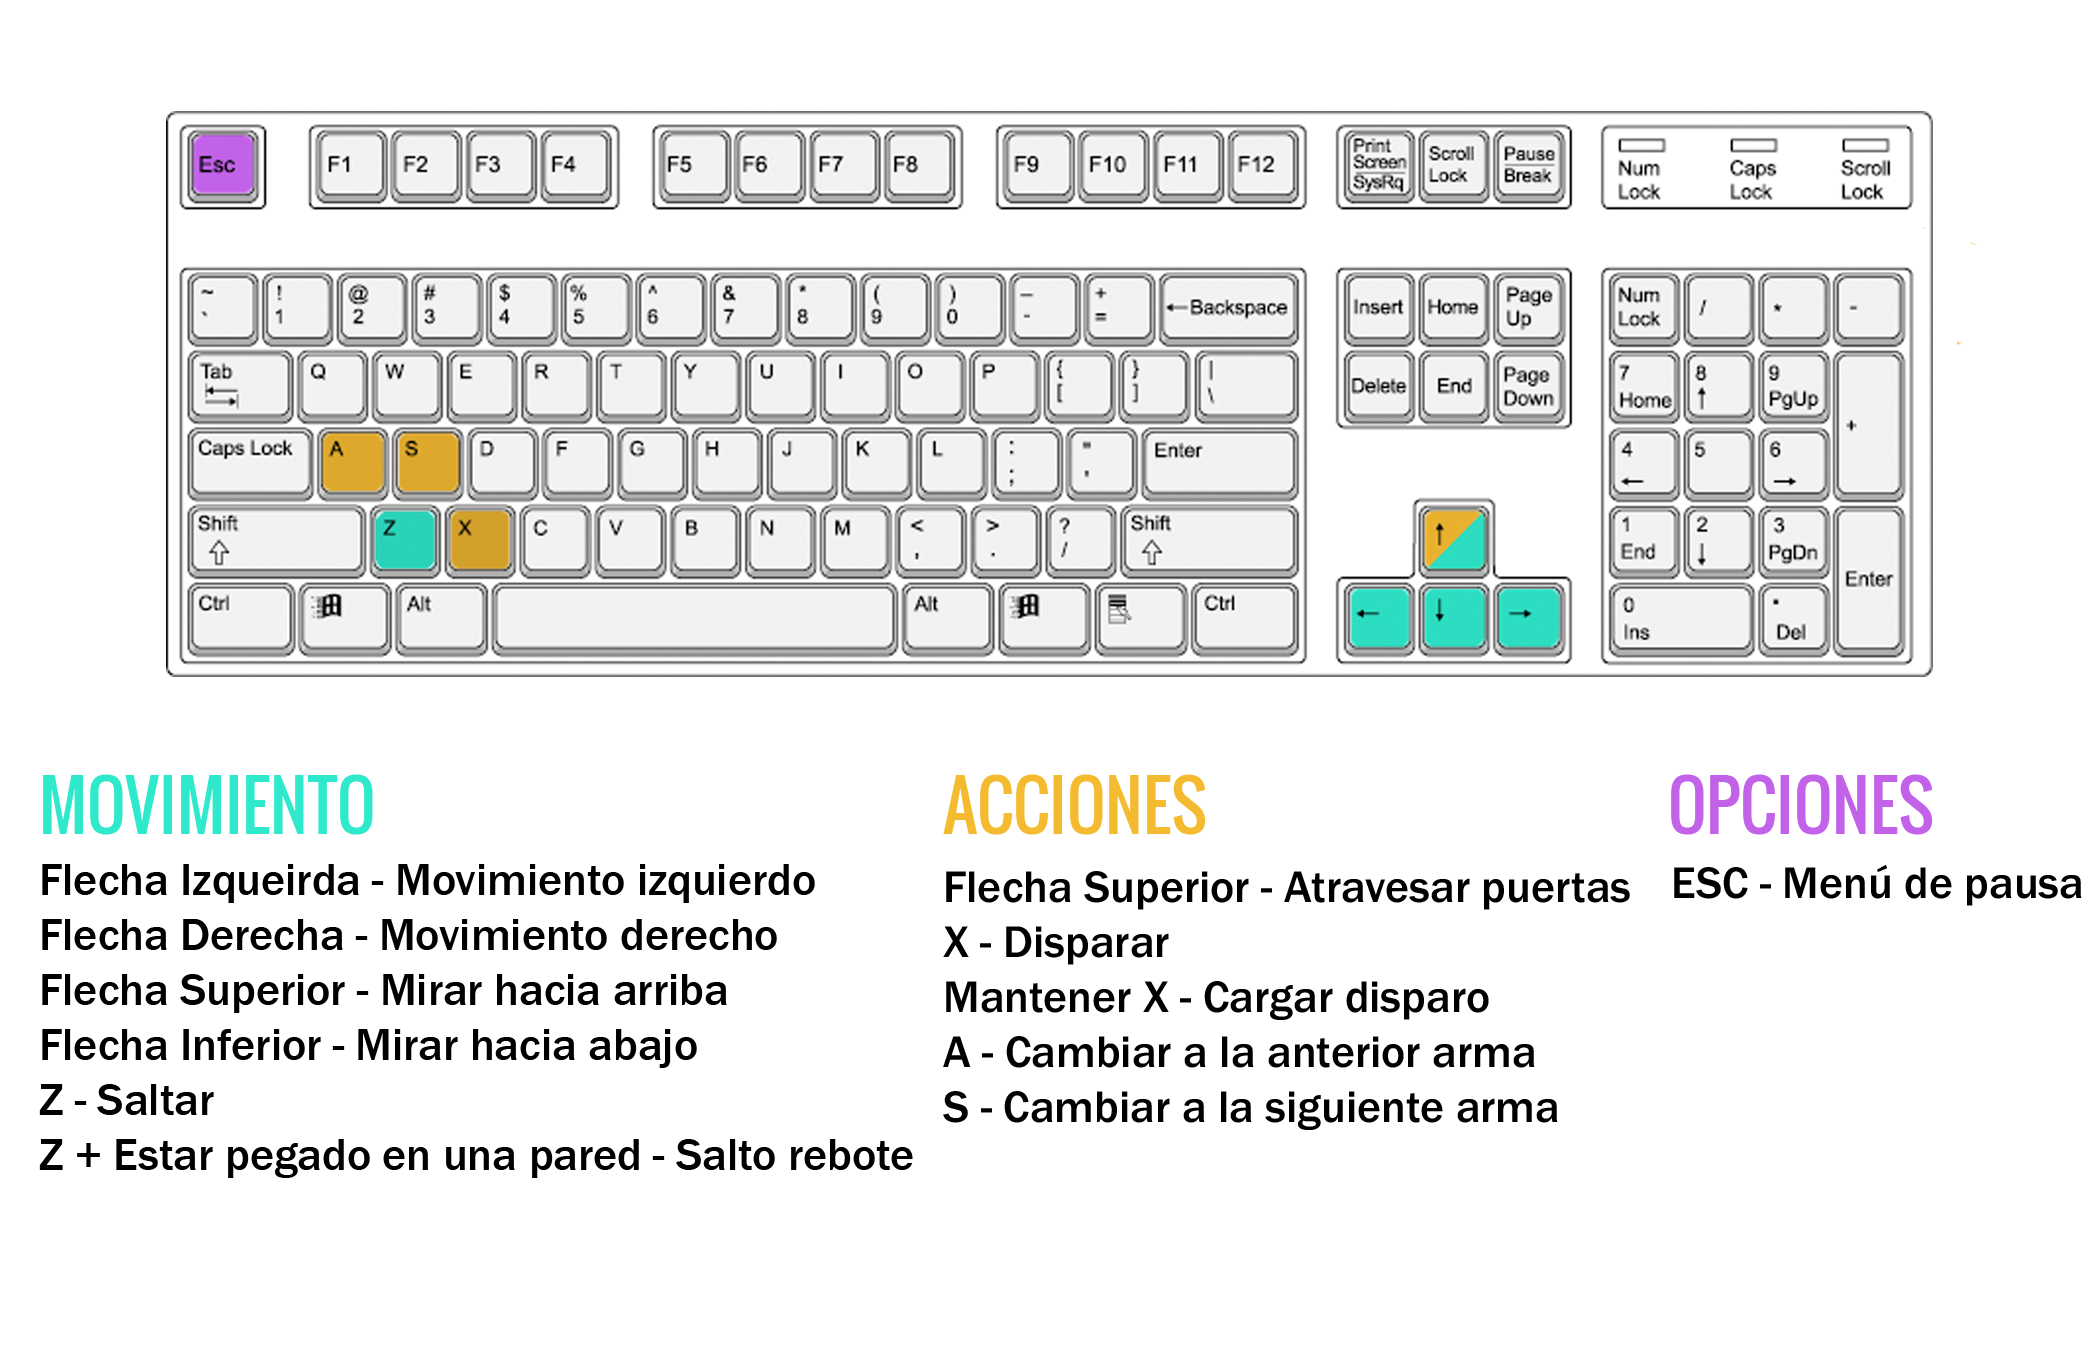 Esc F1 F2 F3 F4 F5 F6 F7 F8 F9 F10 F11 F12 Print Screen SysRq Scroll Lock Pause Break Num Lock Caps Lock Scroll Lock
~ ` ! 1 @ 2 # 3 $ 4 % 5 ^ 6 & 7 * 8 ( 9 ) 0 _ - + = ←Backspace Insert Home Page Up Num Lock / * -
Tab Q W E R T Y U I O P { [ } ] | \ Delete End Page Down 7 Home 8 ↑ 9 PgUp +
Caps Lock A S D F G H J K L : ; " ' Enter 4 ← 5 6 →
Shift Z X C V B N M < , > . ? / Shift ↑ 1 End 2 ↓ 3 PgDn Enter
Ctrl Alt Alt Ctrl ← ↓ → 0 Ins . Del
MOVIMIENTO
Flecha Izqueirda - Movimiento izquierdo
Flecha Derecha - Movimiento derecho
Flecha Superior - Mirar hacia arriba
Flecha Inferior - Mirar hacia abajo
Z - Saltar
Z + Estar pegado en una pared - Salto rebote
ACCIONES
Flecha Superior - Atravesar puertas
X - Disparar
Mantener X - Cargar disparo
A - Cambiar a la anterior arma
S - Cambiar a la siguiente arma
OPCIONES
ESC - Menú de pausa